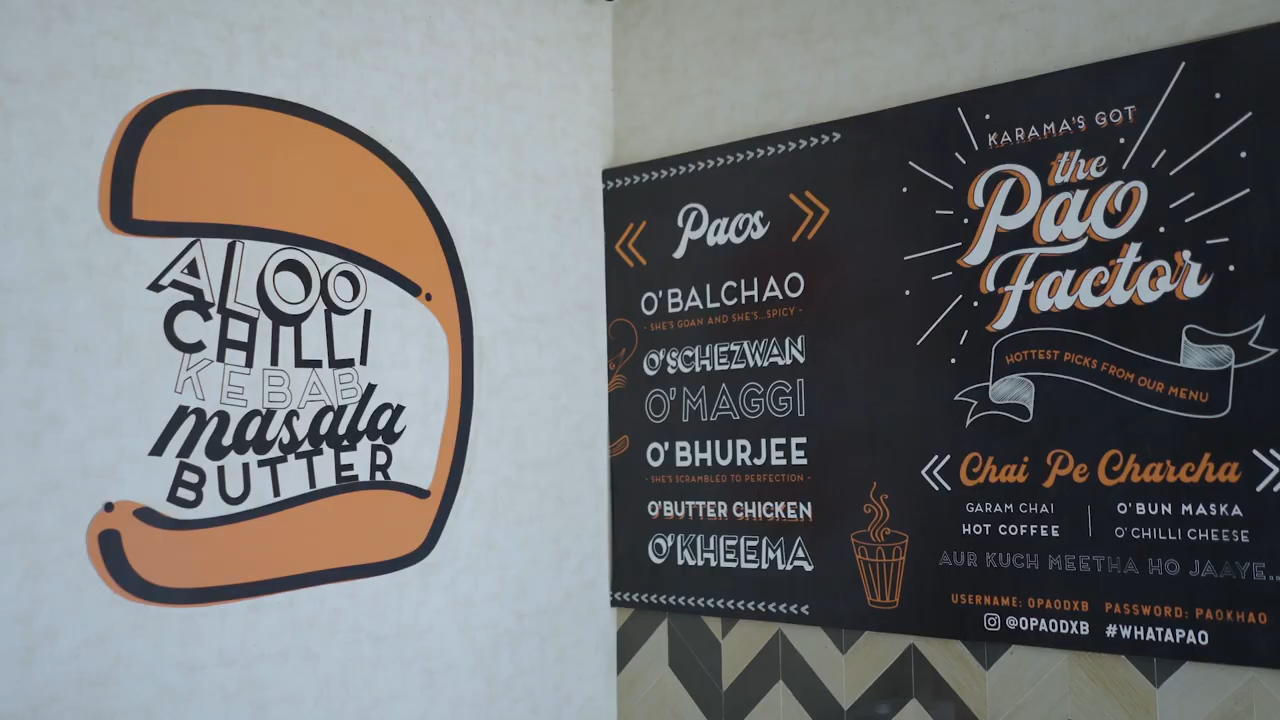 ALOO
CHILLI
KEBAB
masala
BUTTER
Paos
O'BALCHAO
- SHE'S GOAN AND SHE'S...SPICY -
O'SCHEZWAN
O'MAGGI
O'BHURJEE
- SHE'S SCRAMBLED TO PERFECTION -
O'BUTTER CHICKEN
O'KHEEMA
KARAMA'S GOT
the
Pao
Factor
HOTTEST PICKS FROM OUR MENU
Chai Pe Charcha
GARAM CHAI
HOT COFFEE
O'BUN MASKA
O'CHILLI CHEESE
AUR KUCH MEETHA HO JAAYE...
USERNAME: OPAODXB PASSWORD: PAOKHAO
@OPAODXB #WHATAPAO